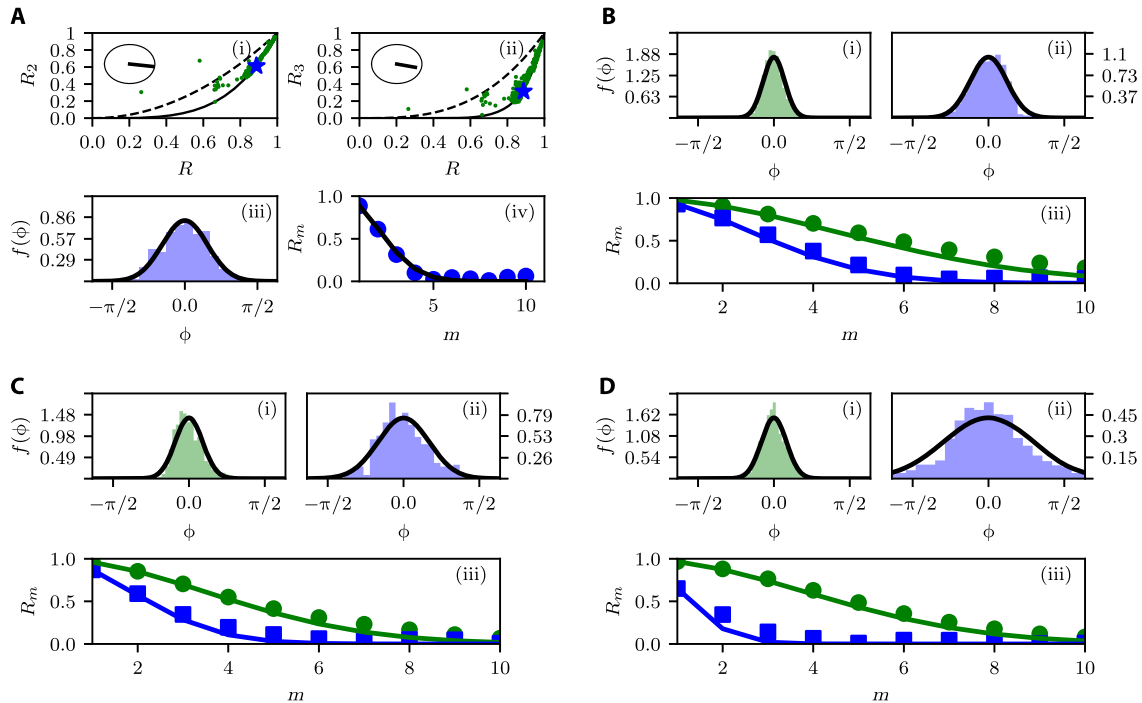 A
B
1
0.8
0.6
0.4
0.2
0.0
R₂
(i)
0.0 0.2 0.4 0.6 0.8 1
R
1
0.8
0.6
0.4
0.2
0.0
R₃
(ii)
0.0 0.2 0.4 0.6 0.8 1
R
0.86
0.57
0.29
f(ϕ)
(iii)
−π/2 0.0 π/2
ϕ
1.0
0.5
0.0
Rₘ
(iv)
5 10
m
1.88
1.25
0.63
f(ϕ)
(i)
−π/2 0.0 π/2
ϕ
(ii)
1.1
0.73
0.37
−π/2 0.0 π/2
ϕ
1.0
0.5
0.0
Rₘ
(iii)
2 4 6 8 10
m
C
D
1.48
0.98
0.49
f(ϕ)
(i)
−π/2 0.0 π/2
ϕ
(ii)
0.79
0.53
0.26
−π/2 0.0 π/2
ϕ
1.0
0.5
0.0
Rₘ
(iii)
2 4 6 8 10
m
1.62
1.08
0.54
f(ϕ)
(i)
−π/2 0.0 π/2
ϕ
(ii)
0.45
0.3
0.15
−π/2 0.0 π/2
ϕ
1.0
0.5
0.0
Rₘ
(iii)
2 4 6 8 10
m